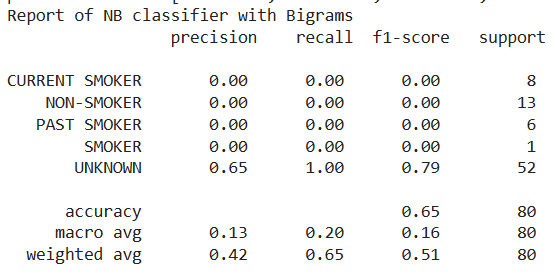 Report of NB classifier with Bigrams
precision recall f1-score support
CURRENT SMOKER 0.00 0.00 0.00 8
NON-SMOKER 0.00 0.00 0.00 13
PAST SMOKER 0.00 0.00 0.00 6
SMOKER 0.00 0.00 0.00 1
UNKNOWN 0.65 1.00 0.79 52
accuracy 0.65 80
macro avg 0.13 0.20 0.16 80
weighted avg 0.42 0.65 0.51 80